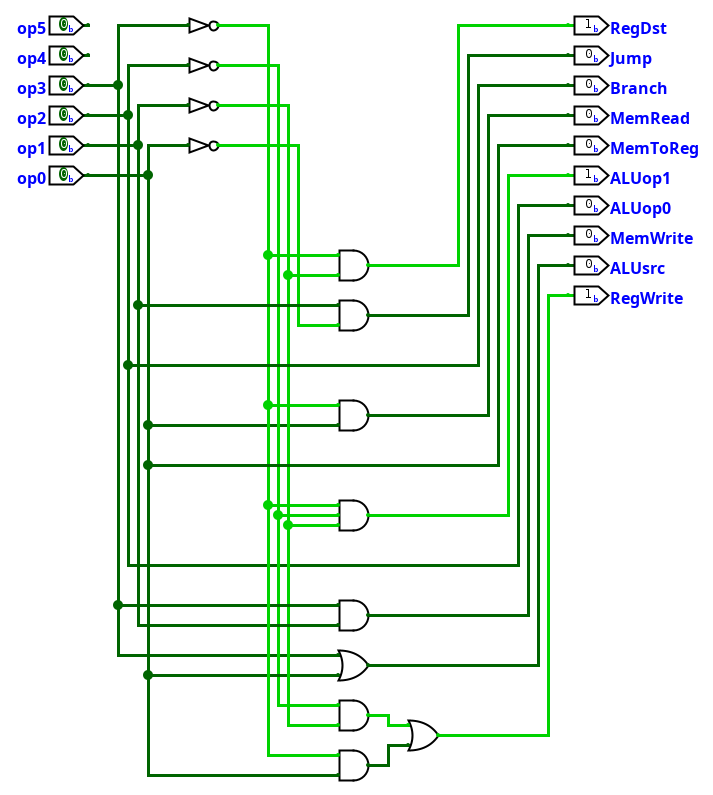 op5 0b
op4 0b
op3 0b
op2 0b
op1 0b
op0 0b
1b RegDst
0b Jump
0b Branch
0b MemRead
0b MemToReg
1b ALUop1
0b ALUop0
0b MemWrite
0b ALUsrc
1b RegWrite